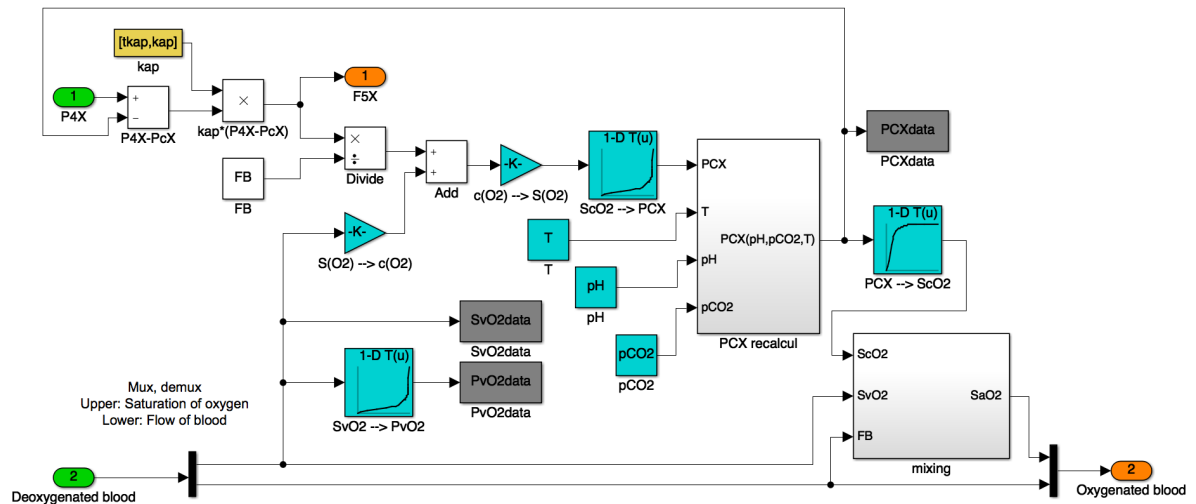 [tkap,kap]
kap
1
P4X
+
−
P4X-PcX
×
kap*(P4X-PcX)
1
F5X
FB
FB
×
÷
Divide
+
+
Add
-K-
c(O2) --> S(O2)
1-D T(u)
ScO2 --> PCX
-K-
S(O2) --> c(O2)
T
T
pH
pH
pCO2
pCO2
PCX
T
pH
pCO2
PCX(pH,pCO2,T)
PCX recalcul
PCXdata
PCXdata
1-D T(u)
PCX --> ScO2
SvO2data
SvO2data
1-D T(u)
SvO2 --> PvO2
PvO2data
PvO2data
Mux, demux
Upper: Saturation of oxygen
Lower: Flow of blood
ScO2
SvO2
FB
SaO2
mixing
2
Deoxygenated blood
2
Oxygenated blood